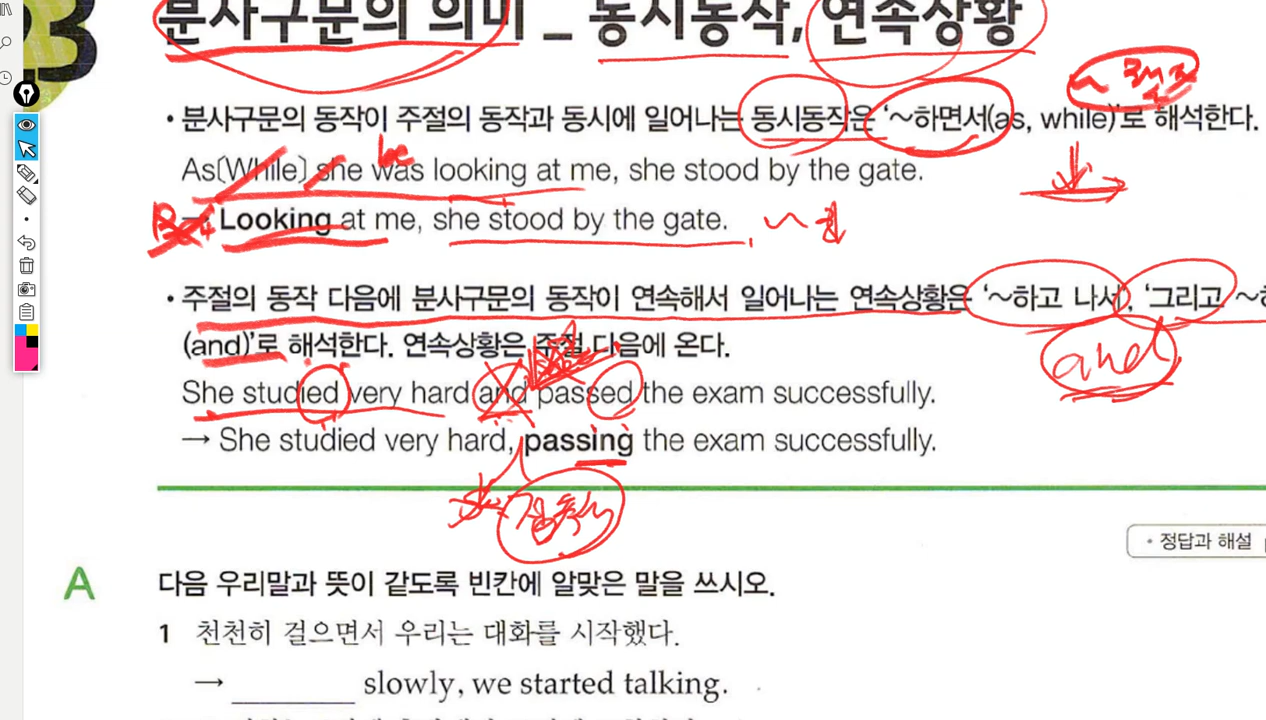 분사구문의 의미 _ 동시동작, 연속상황
• 분사구문의 동작이 주절의 동작과 동시에 일어나는 동시동작은 '~하면서(as, while)'로 해석한다.
As(While) she was looking at me, she stood by the gate.
→ Looking at me, she stood by the gate.
• 주절의 동작 다음에 분사구문의 동작이 연속해서 일어나는 연속상황은 '~하고 나서', '그리고 ~
(and)'로 해석한다. 연속상황은 주절 다음에 온다.
and
She studied very hard and passed the exam successfully.
→ She studied very hard, passing the exam successfully.
• 정답과 해설
A 다음 우리말과 뜻이 같도록 빈칸에 알맞은 말을 쓰시오.
1 천천히 걸으면서 우리는 대화를 시작했다.
→ ________ slowly, we started talking.